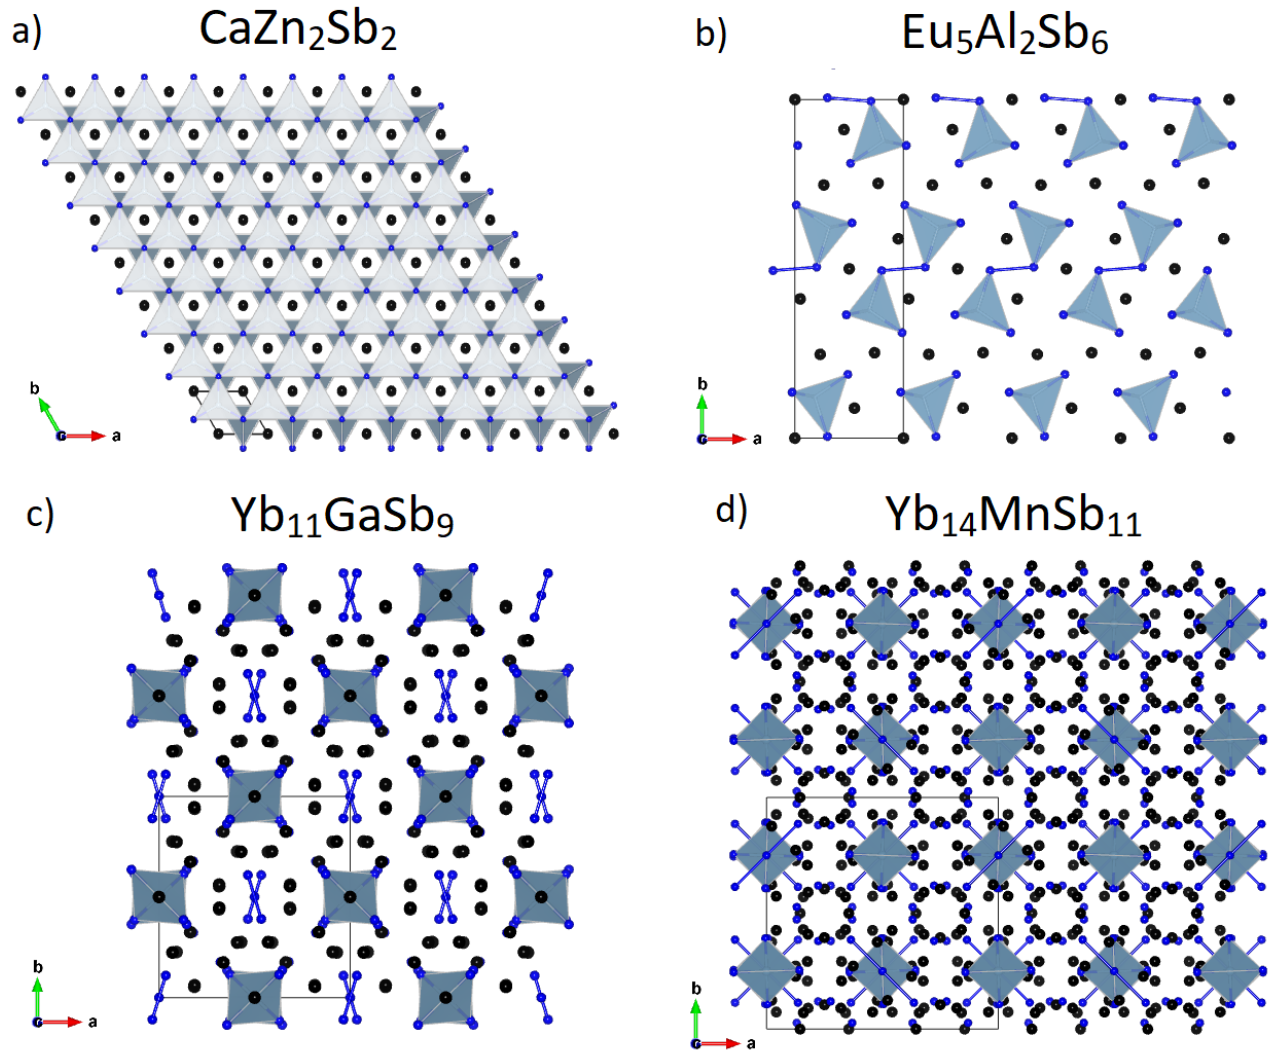 a) CaZn₂Sb₂
b) Eu₅Al₂Sb₆
b
a
b
a
c) Yb₁₁GaSb₉
d) Yb₁₄MnSb₁₁
b
a
b
a